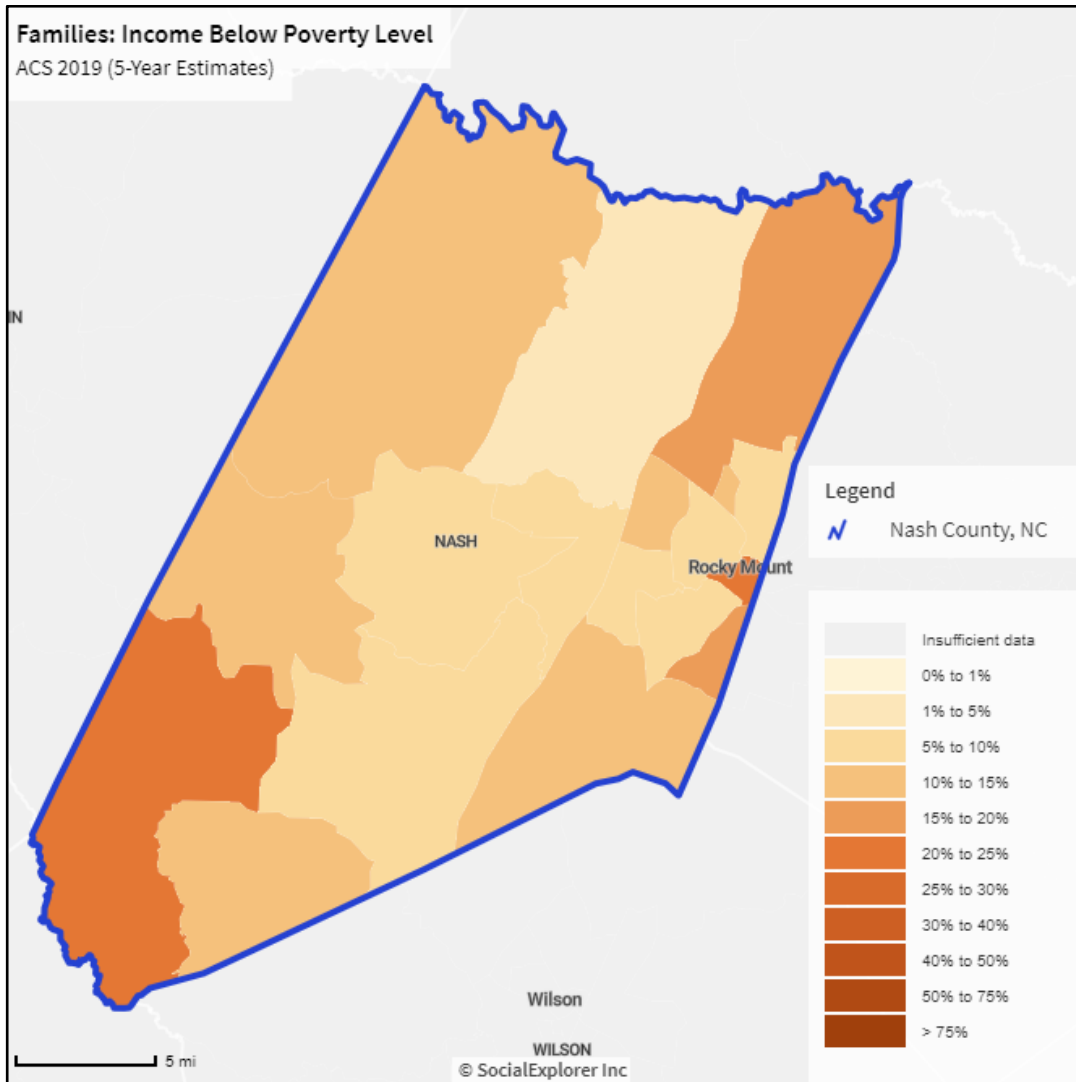 Families: Income Below Poverty Level
ACS 2019 (5-Year Estimates)
IN
NASH
Rocky Mount
Legend
Nash County, NC
Insufficient data
0% to 1%
1% to 5%
5% to 10%
10% to 15%
15% to 20%
20% to 25%
25% to 30%
30% to 40%
40% to 50%
50% to 75%
> 75%
Wilson
WILSON
5 mi
© SocialExplorer Inc